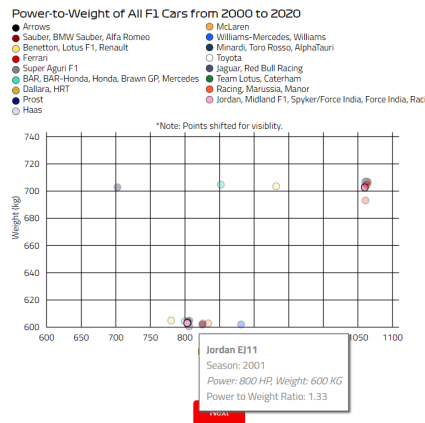 Power-to-Weight of All F1 Cars from 2000 to 2020
Arrows
Sauber, BMW Sauber, Alfa Romeo
Benetton, Lotus F1, Renault
Ferrari
Super Aguri F1
BAR, BAR-Honda, Honda, Brawn GP, Mercedes
Dallara, HRT
Prost
Haas
McLaren
Williams-Mercedes, Williams
Minardi, Toro Rosso, AlphaTauri
Toyota
Jaguar, Red Bull Racing
Team Lotus, Caterham
Racing, Marussia, Manor
Jordan, Midland F1, Spyker/Force India, Force India, Raci
*Note: Points shifted for visiblity.
Weight (kg)
740
720
700
680
660
640
620
600
600 650 700 750 800 1050 1100
Jordan EJ11
Season: 2001
Power: 800 HP, Weight: 600 KG
Power to Weight Ratio: 1.33
Next